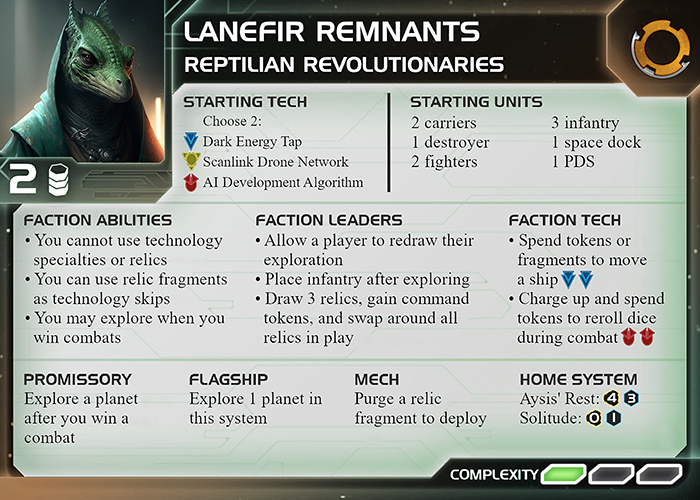 LANEFIR REMNANTS
REPTILIAN REVOLUTIONARIES
STARTING TECH
Choose 2:
Dark Energy Tap
Scanlink Drone Network
AI Development Algorithm
STARTING UNITS
2 carriers
1 destroyer
2 fighters
3 infantry
1 space dock
1 PDS
2
FACTION ABILITIES
• You cannot use technology
specialties or relics
• You can use relic fragments
as technology skips
• You may explore when you
win combats
FACTION LEADERS
• Allow a player to redraw their
exploration
• Place infantry after exploring
• Draw 3 relics, gain command
tokens, and swap around all
relics in play
FACTION TECH
• Spend tokens or
fragments to move
a ship
• Charge up and spend
tokens to reroll dice
during combat
PROMISSORY
Explore a planet
after you win a
combat
FLAGSHIP
Explore 1 planet in
this system
MECH
Purge a relic
fragment to deploy
HOME SYSTEM
Aysis' Rest: 4 3
Solitude: 0 1
COMPLEXITY